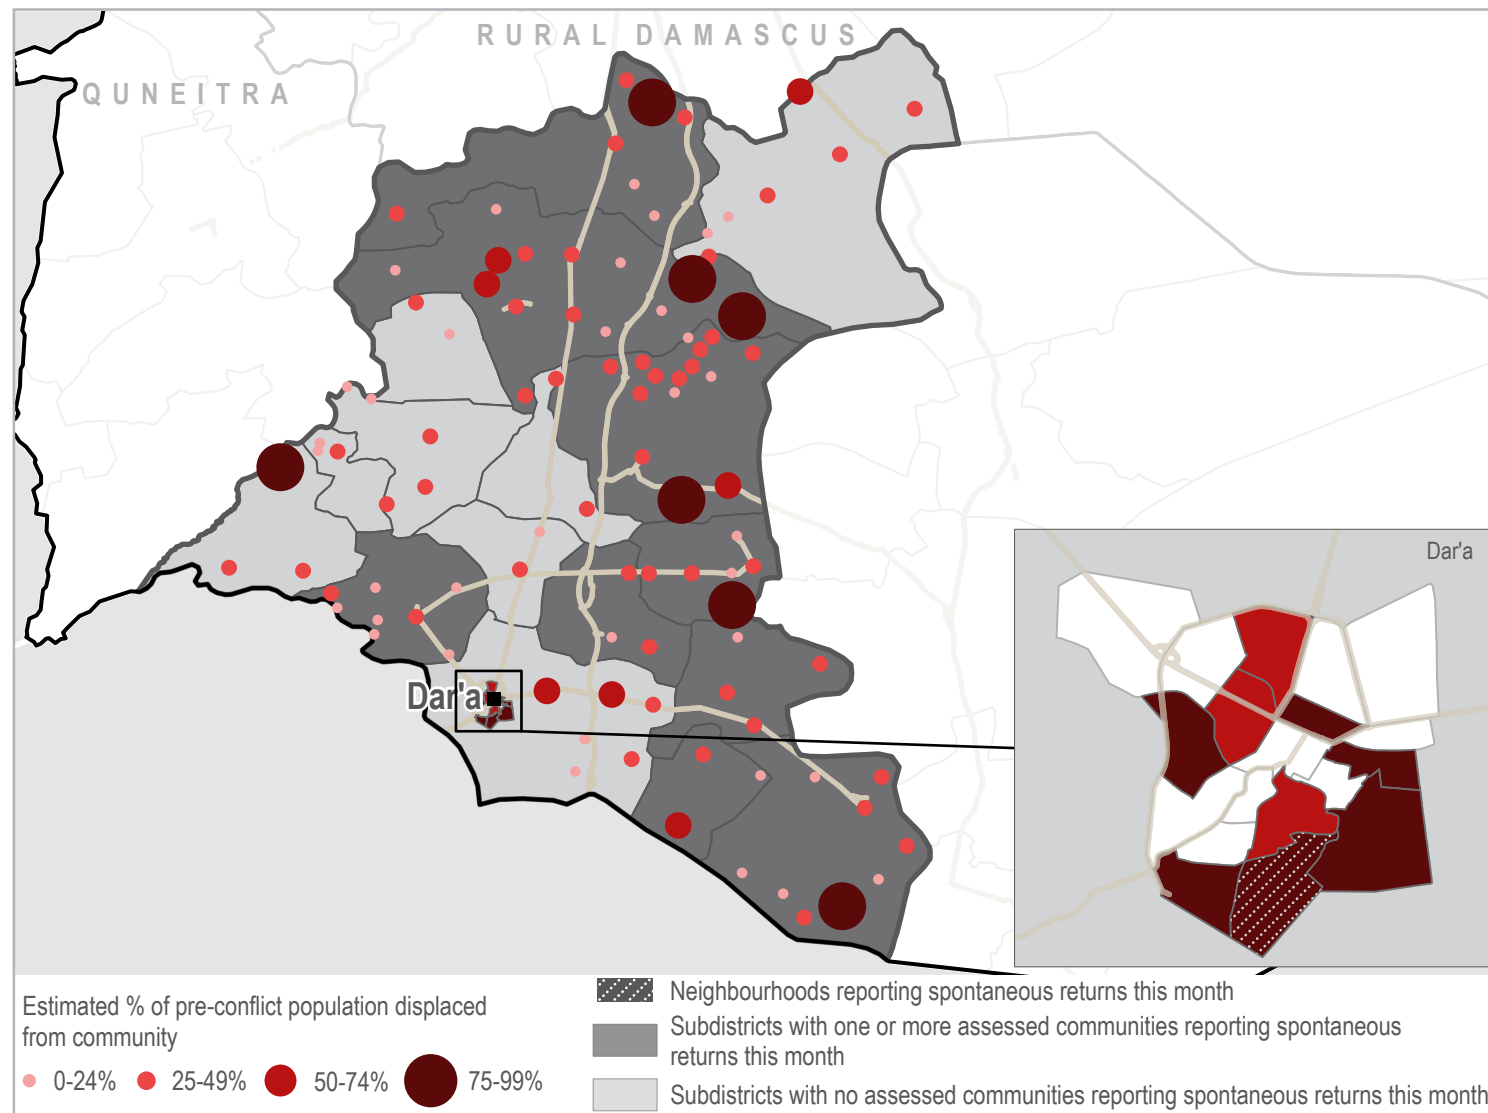 RURAL DAMASCUS
QUNEITRA
Dar'a
Dar'a
Estimated % of pre-conflict population displaced
from community
0-24%
25-49%
50-74%
75-99%
Neighbourhoods reporting spontaneous returns this month
Subdistricts with one or more assessed communities reporting spontaneous
returns this month
Subdistricts with no assessed communities reporting spontaneous returns this month